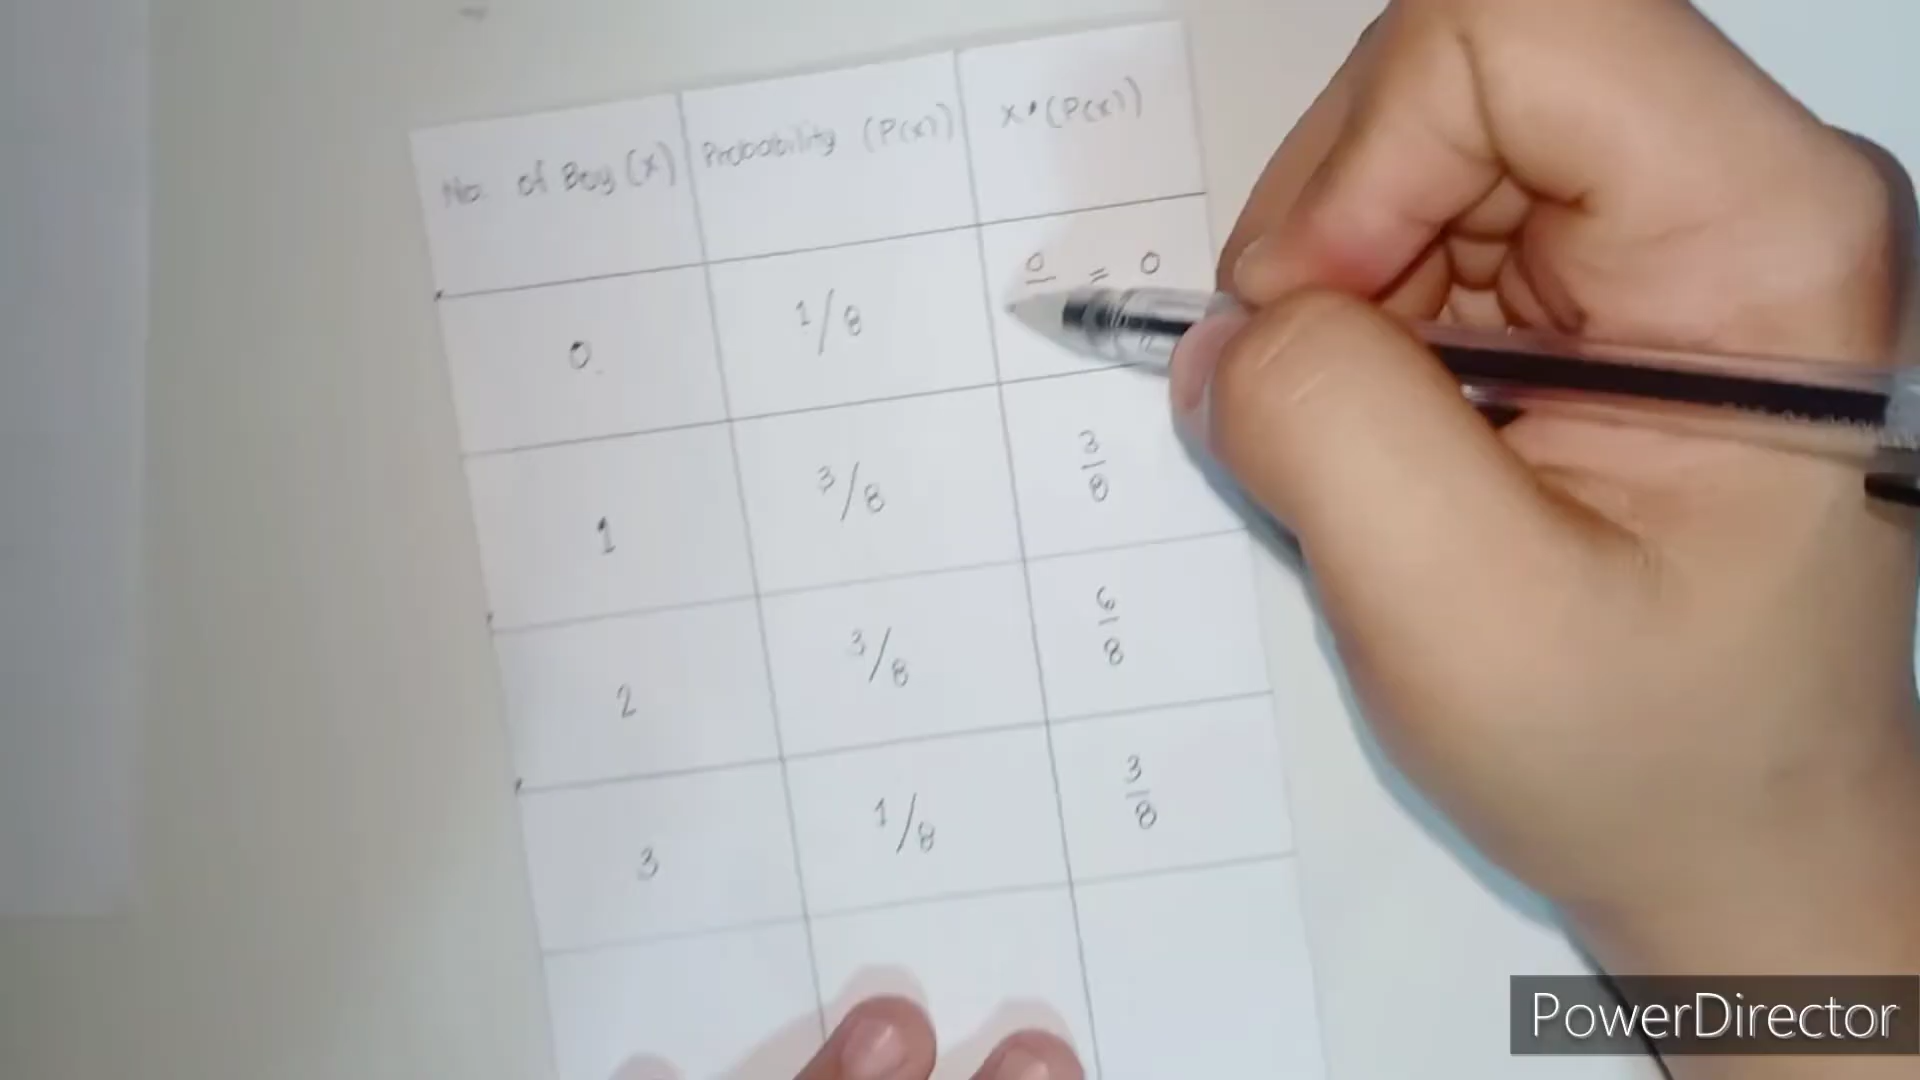 No. of Boy (X) Probability (P(x)) X•(P(x))
0 1/8 0 = 0
1 3/8 3/8
2 3/8 6/8
3 1/8 3/8
PowerDirector